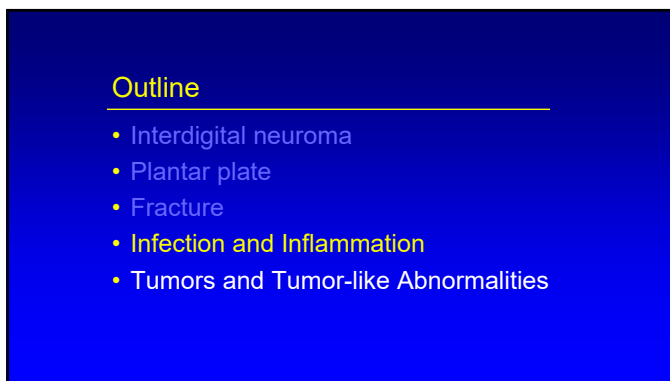 Outline
• Interdigital neuroma
• Plantar plate
• Fracture
• Infection and Inflammation
• Tumors and Tumor-like Abnormalities